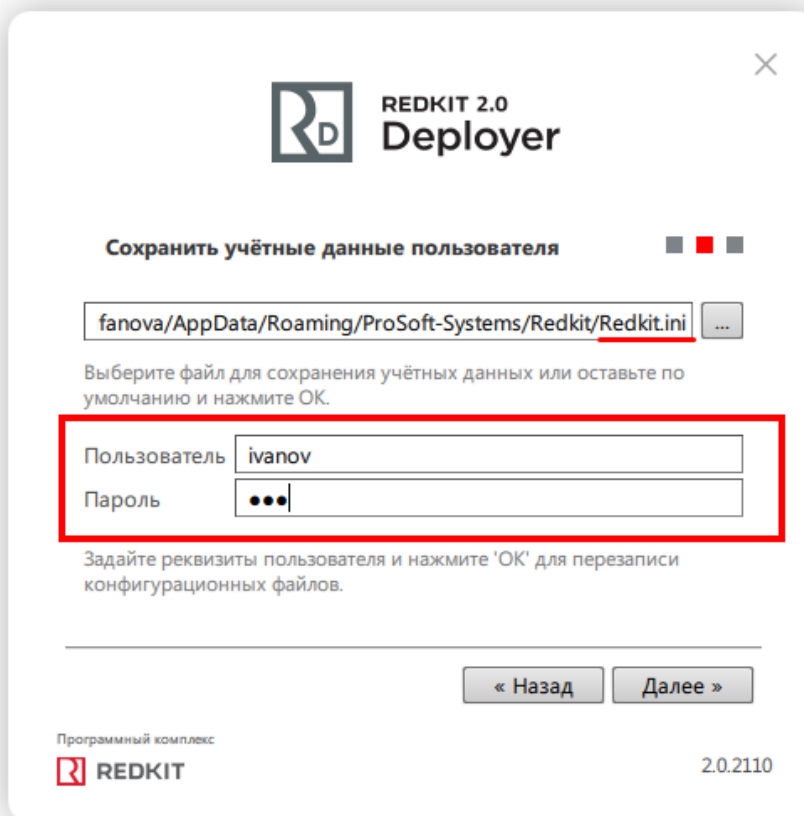 REDKIT 2.0
Deployer
Сохранить учётные данные пользователя
fanova/AppData/Roaming/ProSoft-Systems/Redkit/Redkit.ini ...
Выберите файл для сохранения учётных данных или оставьте по
умолчанию и нажмите ОК.
Пользователь ivanov
Пароль ●●●
Задайте реквизиты пользователя и нажмите 'ОК' для перезаписи
конфигурационных файлов.
« Назад Далее »
Программный комплекс
REDKIT 2.0.2110